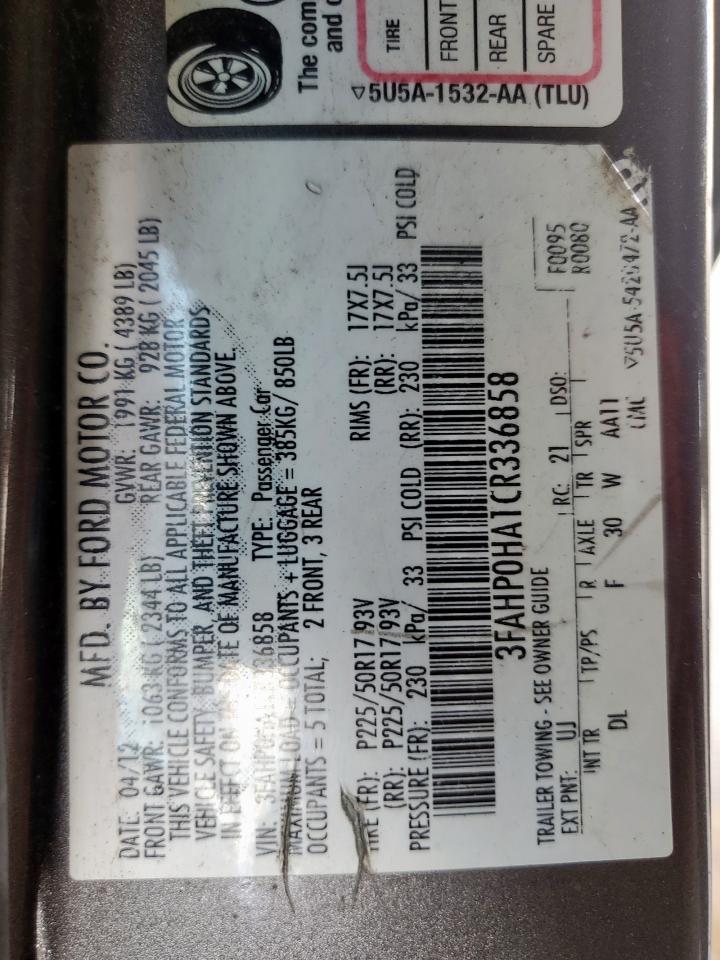 The com
and o
TIRE
FRONT
REAR
SPARE
▽5U5A-1532-AA (TLU)
MFD. BY FORD MOTOR CO.
DATE: 04/12 GVWR: 1991 KG ( 4389 LB)
FRONT GAWR: 1063 KG ( 2344 LB) REAR GAWR: 928 KG ( 2045 LB)
THIS VEHICLE CONFORMS TO ALL APPLICABLE FEDERAL MOTOR
VEHICLE SAFETY, BUMPER, AND THEFT PREVENTION STANDARDS
IN EFFECT ON DATE OF MANUFACTURE SHOWN ABOVE.
VIN: 3FAHP0HA1CR336858 TYPE: Passenger Car
MAXIMUM LOAD = OCCUPANTS + LUGGAGE = 385KG/ 850LB
OCCUPANTS = 5 TOTAL; 2 FRONT, 3 REAR
TIRE (FR): P225/50R17 93V RIMS (FR): 17X7.5J
(RR): P225/50R17 93V (RR): 17X7.5J
PRESSURE (FR): 230 kPa/ 33 PSI COLD (RR): 230 kPa/ 33 PSI COLD
3FAHP0HA1CR336858
TRAILER TOWING - SEE OWNER GUIDE
EXT PNT: UJ RC: 21 DSO: F0095
R0080
INT TR TP/PS R AXLE TR SPR
DL F 30 W AA11
▽5U5A-5420472-AA